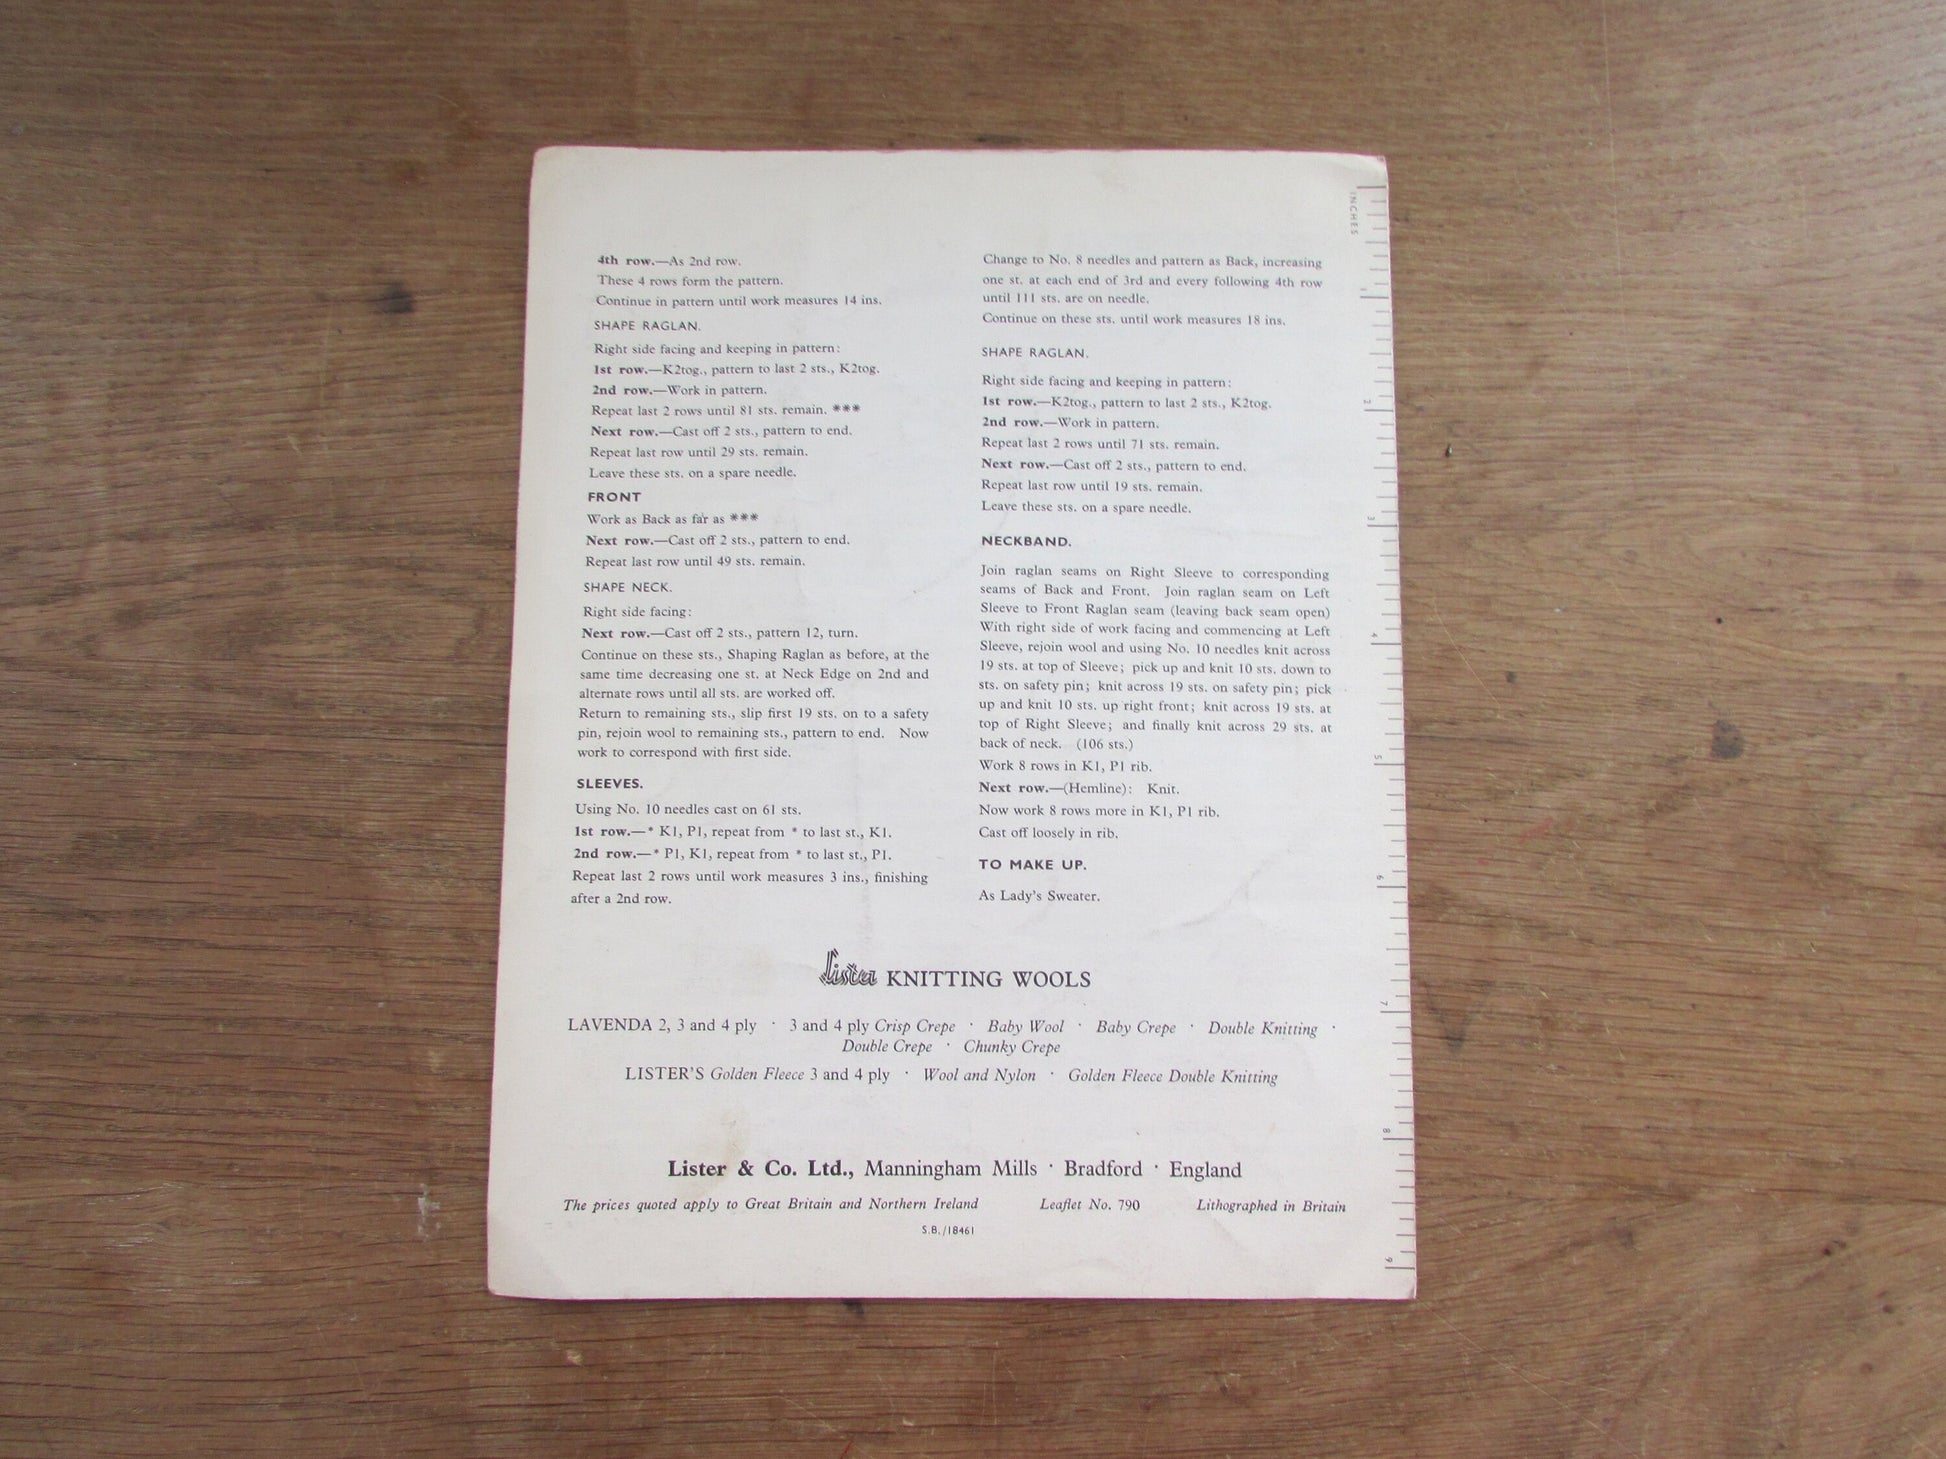 4th row.—As 2nd row.
These 4 rows form the pattern.
Continue in pattern until work measures 14 ins.
SHAPE RAGLAN.
Right side facing and keeping in pattern:
1st row.—K2tog., pattern to last 2 sts., K2tog.
2nd row.—Work in pattern.
Repeat last 2 rows until 81 sts. remain. ***
Next row.—Cast off 2 sts., pattern to end.
Repeat last row until 29 sts. remain.
Leave these sts. on a spare needle.
FRONT
Work as Back as far as ***
Next row.—Cast off 2 sts., pattern to end.
Repeat last row until 49 sts. remain.
SHAPE NECK.
Right side facing:
Next row.—Cast off 2 sts., pattern 12, turn.
Continue on these sts., Shaping Raglan as before, at the
same time decreasing one st. at Neck Edge on 2nd and
alternate rows until all sts. are worked off.
Return to remaining sts., slip first 19 sts. on to a safety
pin, rejoin wool to remaining sts., pattern to end. Now
work to correspond with first side.
SLEEVES.
Using No. 10 needles cast on 61 sts.
1st row.—* K1, P1, repeat from * to last st., K1.
2nd row.—* P1, K1, repeat from * to last st., P1.
Repeat last 2 rows until work measures 3 ins., finishing
after a 2nd row.
Change to No. 8 needles and pattern as Back, increasing
one st. at each end of 3rd and every following 4th row
until 111 sts. are on needle.
Continue on these sts. until work measures 18 ins.
SHAPE RAGLAN.
Right side facing and keeping in pattern:
1st row.—K2tog., pattern to last 2 sts., K2tog.
2nd row.—Work in pattern.
Repeat last 2 rows until 71 sts. remain.
Next row.—Cast off 2 sts., pattern to end.
Repeat last row until 19 sts. remain.
Leave these sts. on a spare needle.
NECKBAND.
Join raglan seams on Right Sleeve to corresponding
seams of Back and Front. Join raglan seam on Left
Sleeve to Front Raglan seam (leaving back seam open)
With right side of work facing and commencing at Left
Sleeve, rejoin wool and using No. 10 needles knit across
19 sts. at top of Sleeve; pick up and knit 10 sts. down to
sts. on safety pin; knit across 19 sts. on safety pin; pick
up and knit 10 sts. up right front; knit across 19 sts. at
top of Right Sleeve; and finally knit across 29 sts. at
back of neck. (106 sts.)
Work 8 rows in K1, P1 rib.
Next row.—(Hemline): Knit.
Now work 8 rows more in K1, P1 rib.
Cast off loosely in rib.
TO MAKE UP.
As Lady's Sweater.
Lister KNITTING WOOLS
LAVENDA 2, 3 and 4 ply · 3 and 4 ply Crisp Crepe · Baby Wool · Baby Crepe · Double Knitting ·
Double Crepe · Chunky Crepe
LISTER'S Golden Fleece 3 and 4 ply · Wool and Nylon · Golden Fleece Double Knitting
Lister & Co. Ltd., Manningham Mills · Bradford · England
The prices quoted apply to Great Britain and Northern Ireland Leaflet No. 790 Lithographed in Britain
S.B./18461
INCHES
1
2
3
4
5
6
7
8
9